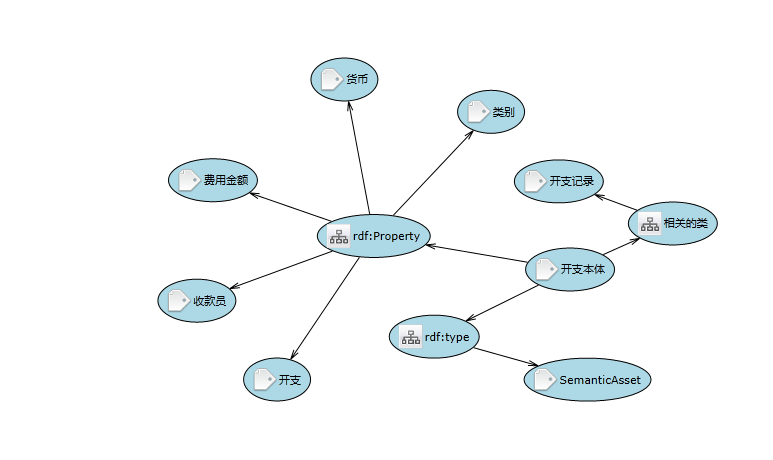 货币
类别
费用金额
开支记录
相关的类
rdf:Property
开支本体
收款员
rdf:type
开支
SemanticAsset